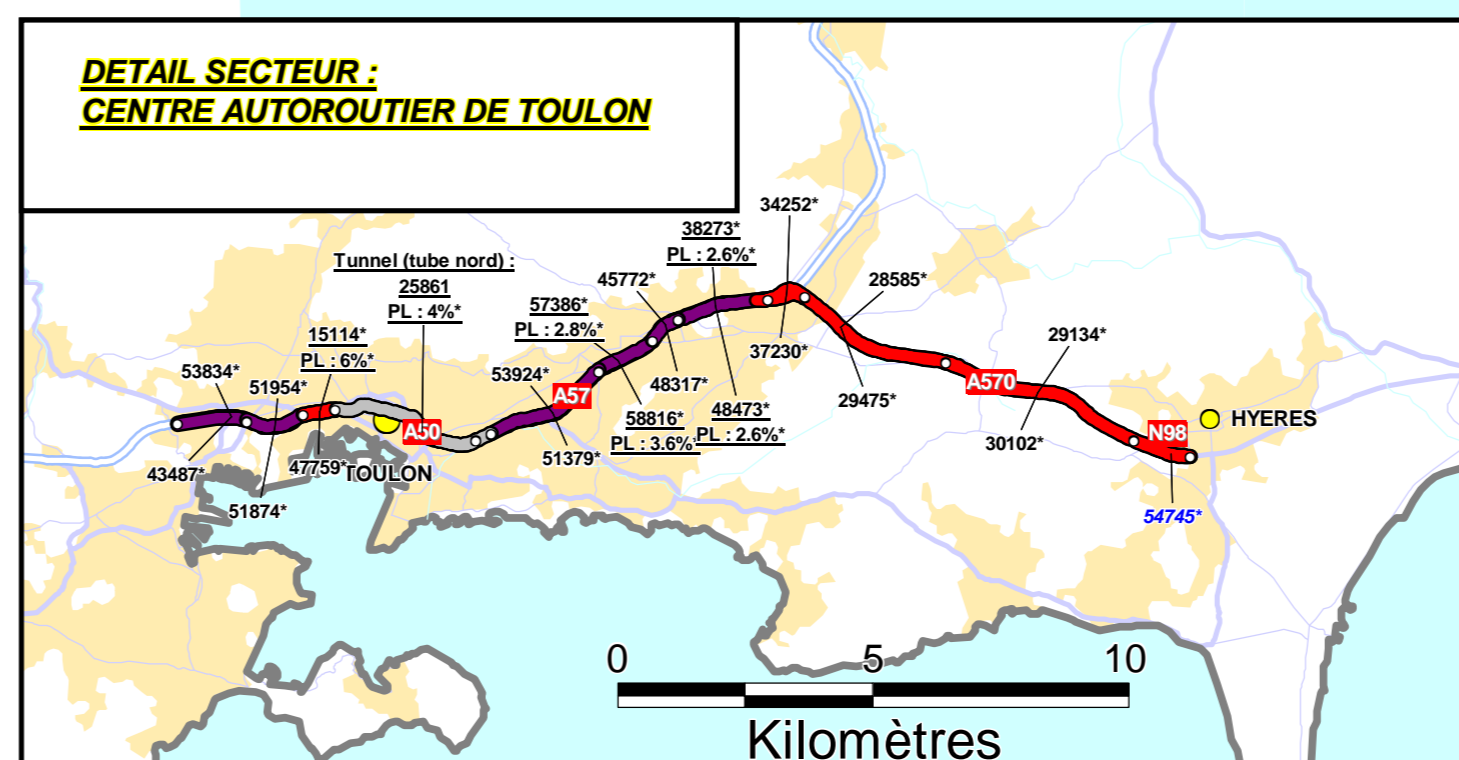 DETAIL SECTEUR :
CENTRE AUTOROUTIER DE TOULON
34252*
38273*
PL : 2.6%*
Tunnel (tube nord) :
25861
PL : 4%*
45772*
28585*
57386*
PL : 2.8%*
15114*
PL : 6%*
29134*
37230*
53834*
51954*
53924*
48317*
A57
A570
29475*
58816*
PL : 3.6%*
48473*
PL : 2.6%*
A50
HYERES
N98
30102*
43487*
47759*
TOULON
51379*
51874*
54745*
0 5 10
Kilomètres